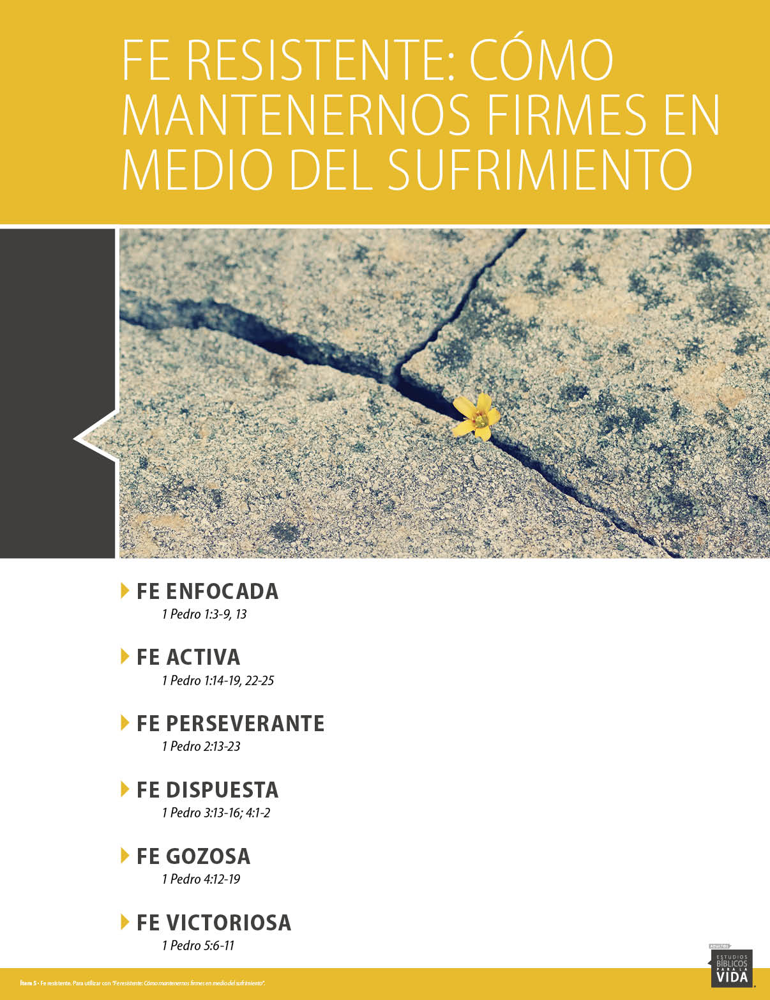 FE RESISTENTE: CÓMO
MANTENERNOS FIRMES EN
MEDIO DEL SUFRIMIENTO
FE ENFOCADA
1 Pedro 1:3-9, 13
FE ACTIVA
1 Pedro 1:14-19, 22-25
FE PERSEVERANTE
1 Pedro 2:13-23
FE DISPUESTA
1 Pedro 3:13-16; 4:1-2
FE GOZOSA
1 Pedro 4:12-19
FE VICTORIOSA
1 Pedro 5:6-11
ADULTOS
ESTUDIOS
BÍBLICOS
PARA LA
VIDA
Ítem 5 • Fe resistente. Para utilizar con "Fe resistente: Cómo mantenernos firmes en medio del sufrimiento".